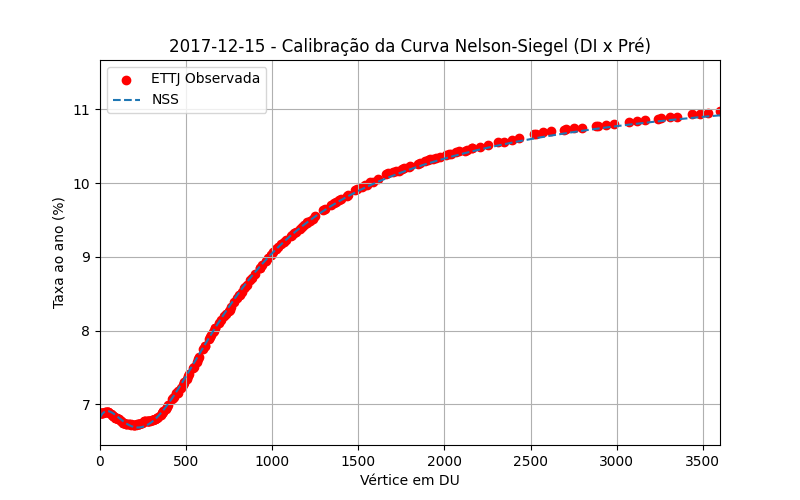 2017-12-15 - Calibração da Curva Nelson-Siegel (DI x Pré)
ETTJ Observada
NSS
Taxa ao ano (%)
11
10
9
8
7
0 500 1000 1500 2000 2500 3000 3500
Vértice em DU